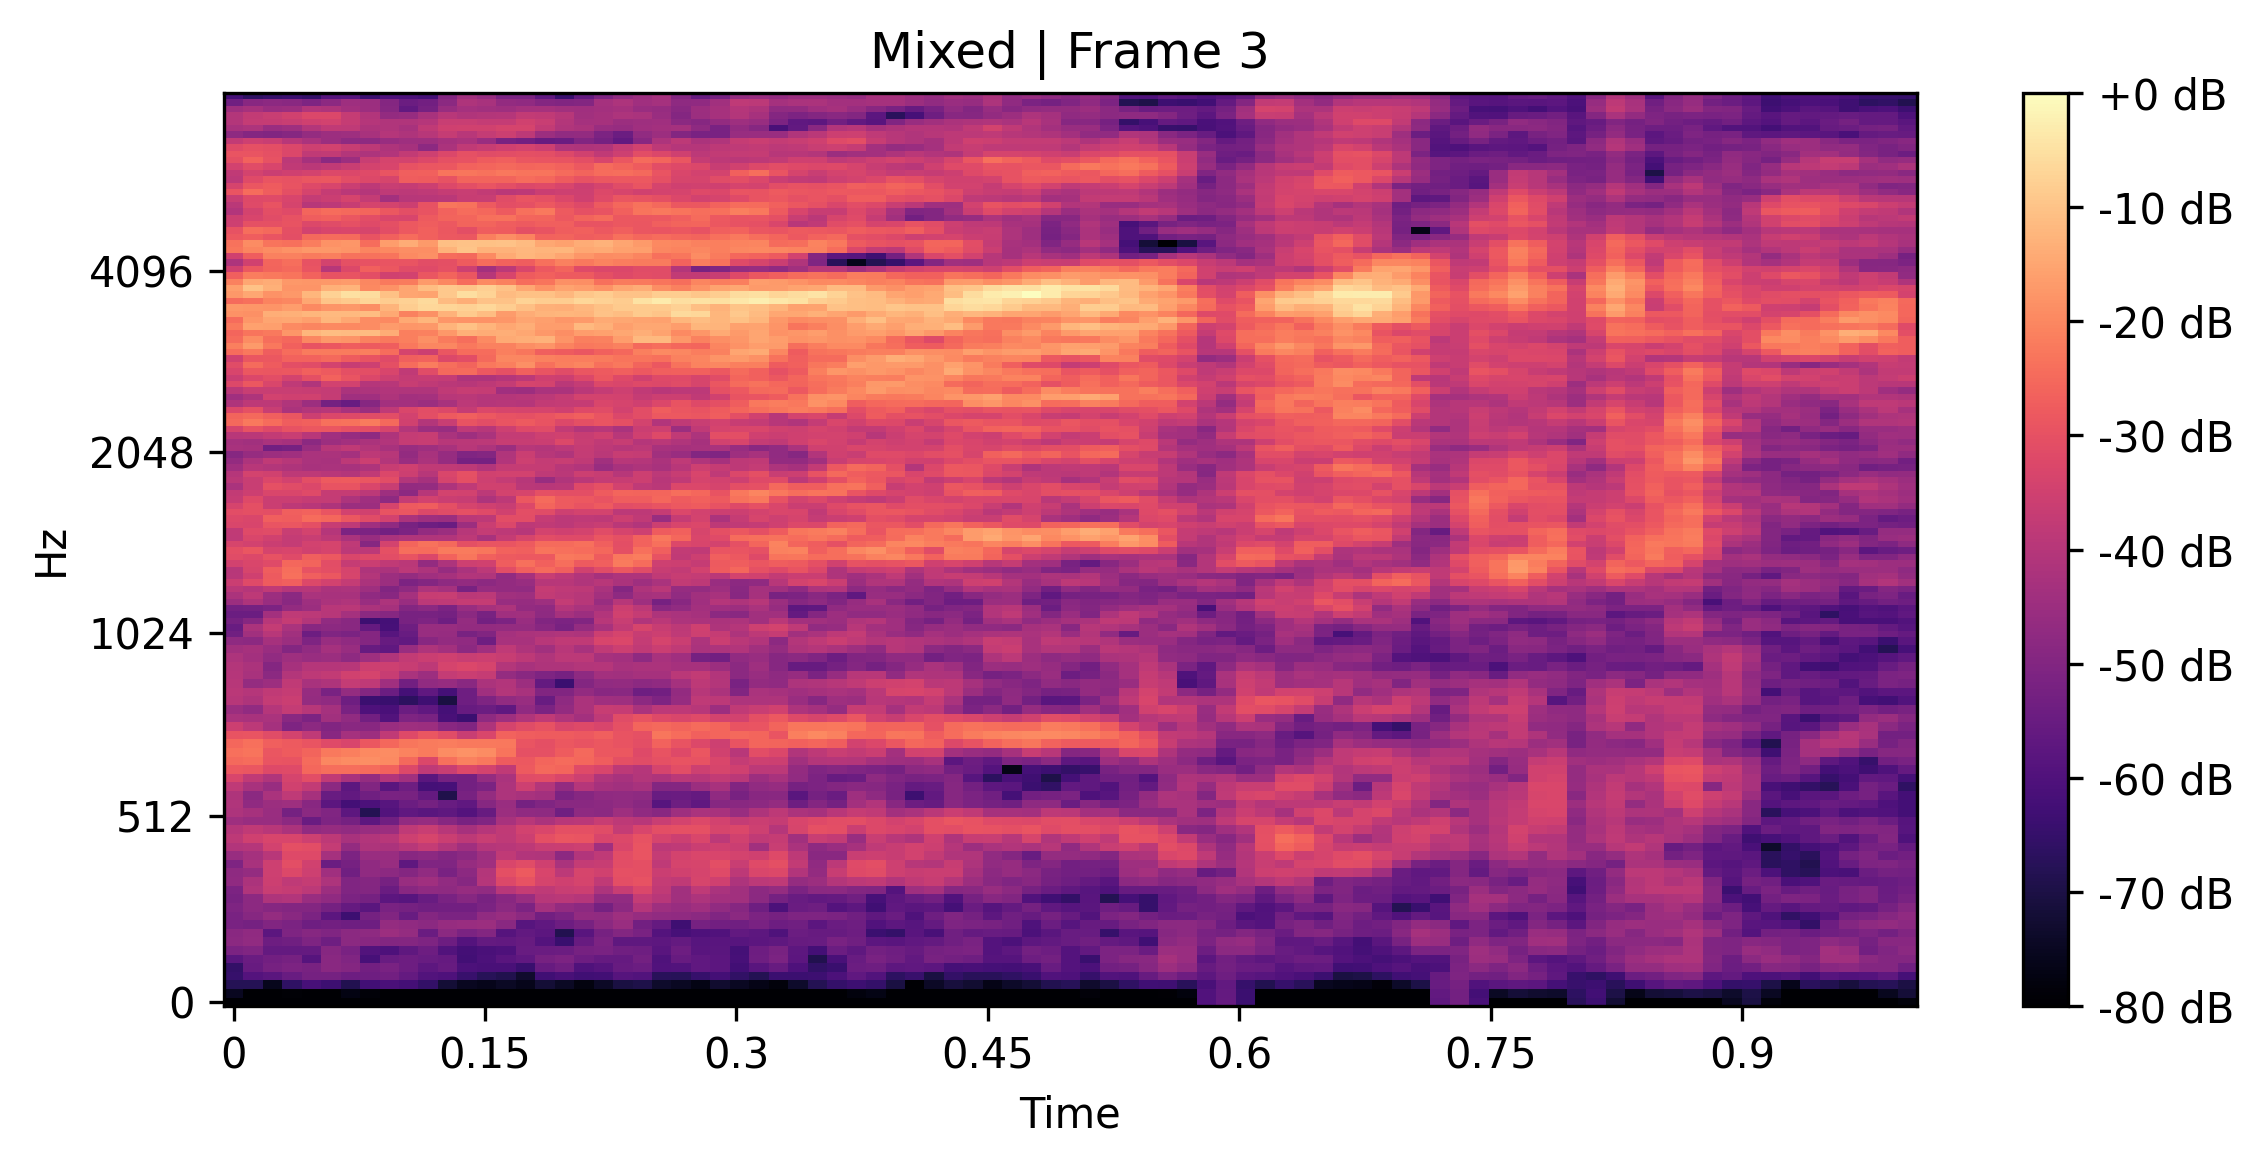 Mixed | Frame 3
+0 dB
-10 dB
-20 dB
-30 dB
-40 dB
-50 dB
-60 dB
-70 dB
-80 dB
4096
2048
1024
512
0
Hz
0 0.15 0.3 0.45 0.6 0.75 0.9
Time